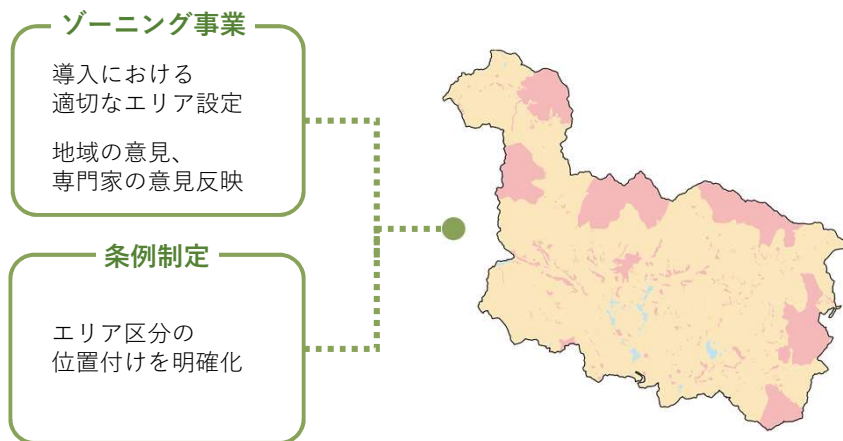 ゾーニング事業
導入における
適切なエリア設定
地域の意見、
専門家の意見反映
条例制定
エリア区分の
位置付けを明確化